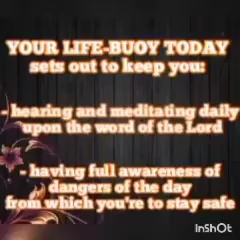 YOUR LIFE-BUOY TODAY
sets out to keep you:
- hearing and meditating daily
upon the word of the Lord
- having full awareness of
dangers of the day
from which you're to stay safe
InShOt